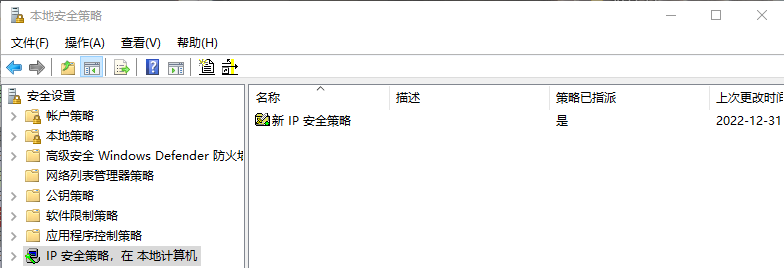 本地安全策略
文件(F) 操作(A) 查看(V) 帮助(H)
安全设置
帐户策略
本地策略
高级安全 Windows Defender 防火墙
网络列表管理器策略
公钥策略
软件限制策略
应用程序控制策略
IP 安全策略，在 本地计算机
名称 描述 策略已指派 上次更改时间
新 IP 安全策略 是 2022-12-31